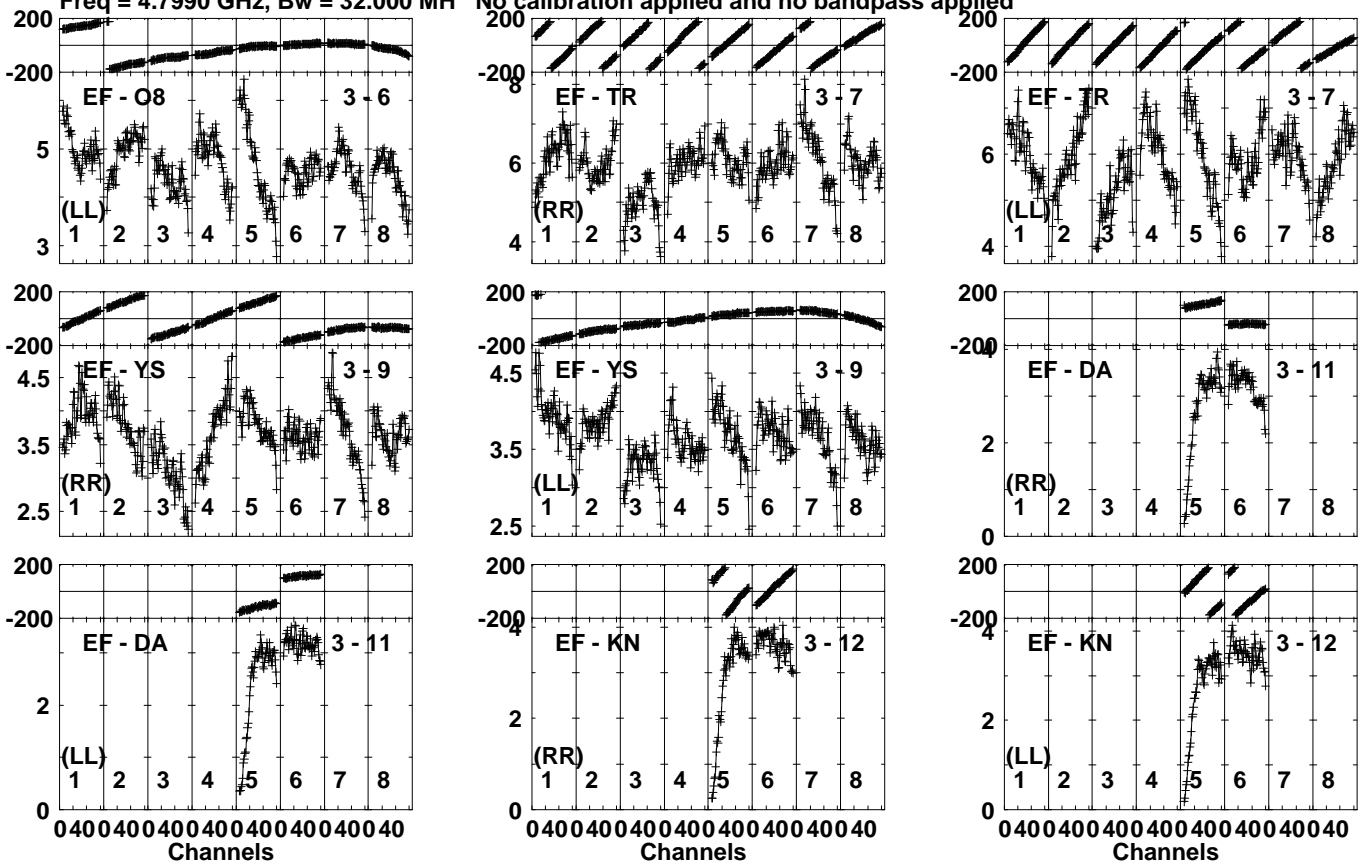 Freq = 4.7990 GHz, Bw = 32.000 MH No calibration applied and no bandpass applied
200
-200
EF - O8 3 - 6
5
3
(LL)
1 2 3 4 5 6 7 8
200
-200
8
EF - TR 3 - 7
6
4
(RR)
1 2 3 4 5 6 7 8
200
-200
EF - TR 3 - 7
6
4
(LL)
1 2 3 4 5 6 7 8
200
-200
EF - YS 3 - 9
4.5
3.5
2.5
(RR)
1 2 3 4 5 6 7 8
200
-200
EF - YS 3 - 9
4.5
3.5
2.5
(LL)
1 2 3 4 5 6 7 8
200
-200
4
EF - DA 3 - 11
2
0
(RR)
1 2 3 4 5 6 7 8
200
-200
EF - DA 3 - 11
2
0
(LL)
1 2 3 4 5 6 7 8
0 40 0 40 0 40 0 40 0 40 0 40 0 40 0 40
Channels
200
-200
4
EF - KN 3 - 12
2
0
(RR)
1 2 3 4 5 6 7 8
0 40 0 40 0 40 0 40 0 40 0 40 0 40 0 40
Channels
200
-200
4
EF - KN 3 - 12
2
0
(LL)
1 2 3 4 5 6 7 8
0 40 0 40 0 40 0 40 0 40 0 40 0 40 0 40
Channels